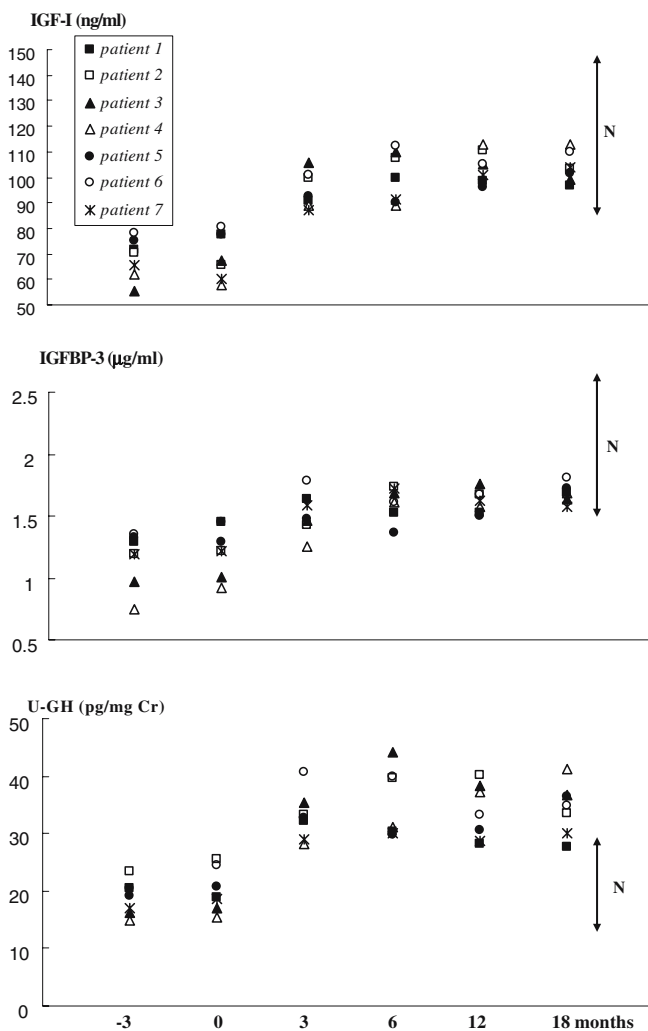 IGF-I (ng/ml)
150
140
130
120
110
100
90
80
70
60
50
patient 1
patient 2
patient 3
patient 4
patient 5
patient 6
patient 7
N
IGFBP-3 (μg/ml)
2.5
2
1.5
1
0.5
N
U-GH (pg/mg Cr)
50
40
30
20
10
0
N
-3 0 3 6 12 18 months